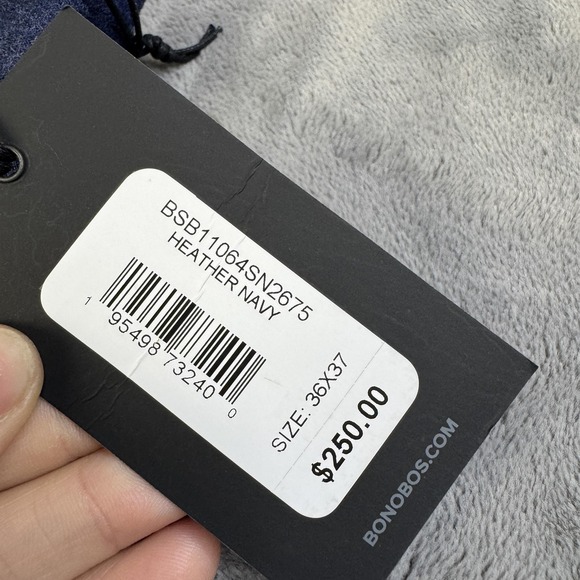 BSB11064SN2675
HEATHER NAVY
1 95498 73240 0
SIZE: 36X37
$250.00
BONOBOS.COM